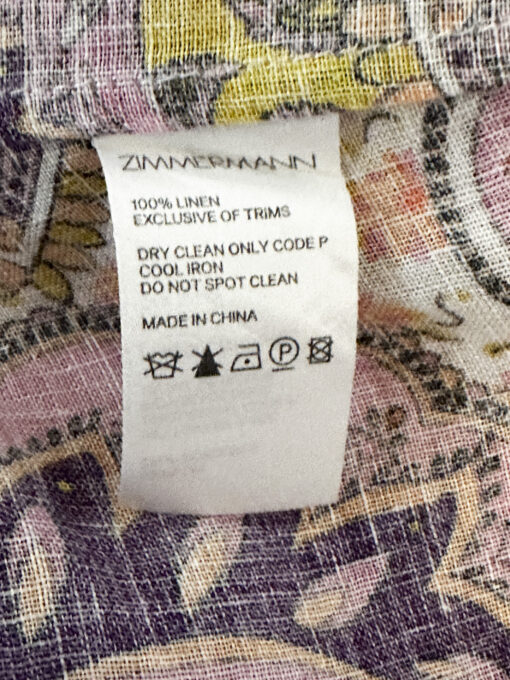 ZIMMERMANN
100% LINEN
EXCLUSIVE OF TRIMS
DRY CLEAN ONLY CODE P
COOL IRON
DO NOT SPOT CLEAN
MADE IN CHINA
P